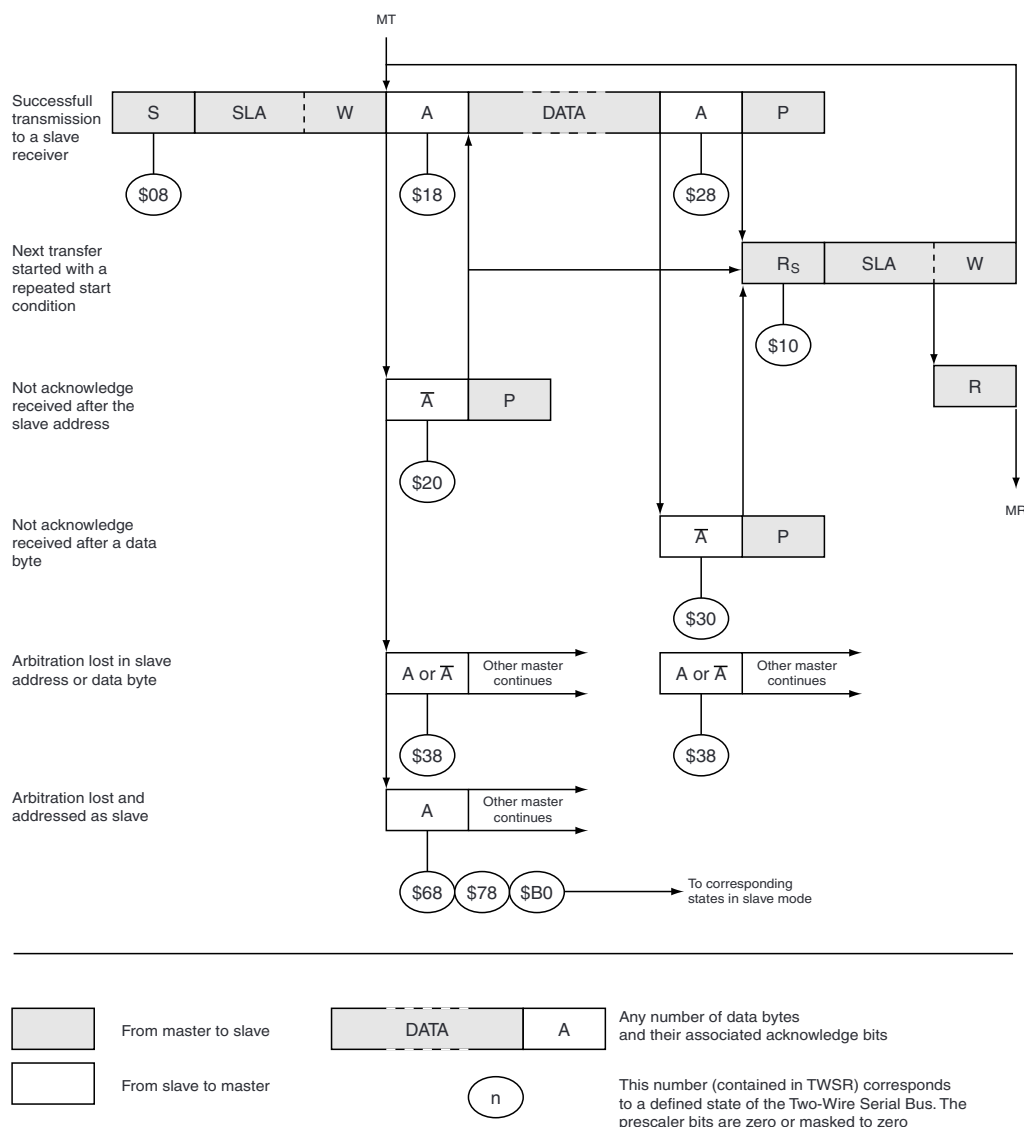 MT
Successfull
transmission
to a slave
receiver
S SLA W A DATA A P
$08 $18 $28
Next transfer
started with a
repeated start
condition
RS SLA W
$10
Not acknowledge
received after the
slave address
A̅ P R
$20
MR
Not acknowledge
received after a data
byte
A̅ P
$30
Arbitration lost in slave
address or data byte
A or A̅ Other master
continues
A or A̅ Other master
continues
$38 $38
Arbitration lost and
addressed as slave
A Other master
continues
$68 $78 $B0 To corresponding
states in slave mode
From master to slave
DATA A Any number of data bytes
and their associated acknowledge bits
From slave to master
n This number (contained in TWSR) corresponds
to a defined state of the Two-Wire Serial Bus. The
prescaler bits are zero or masked to zero